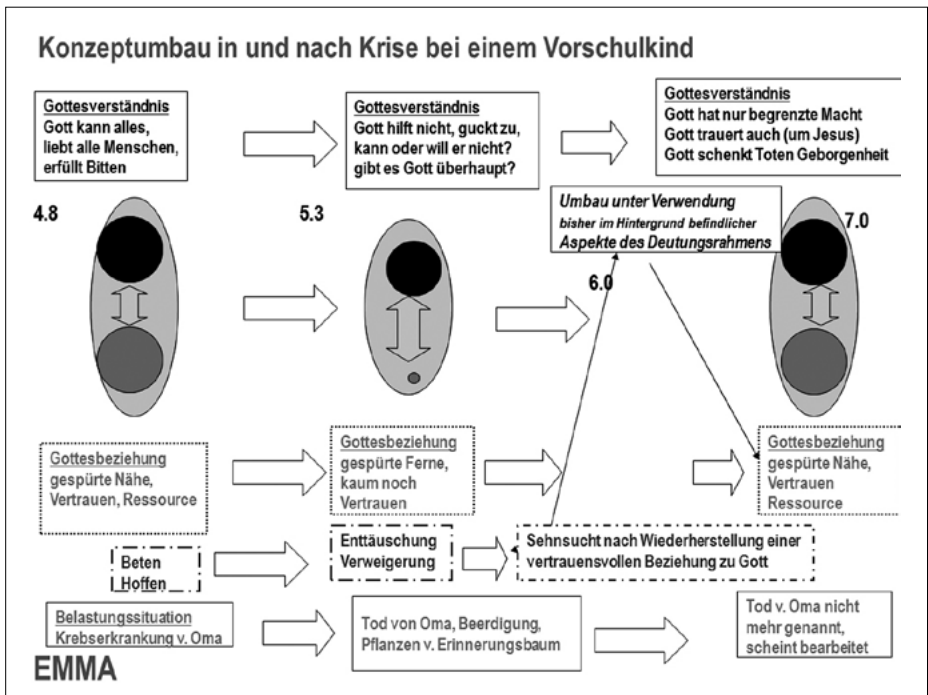 Konzeptumbau in und nach Krise bei einem Vorschulkind
Gottesverständnis
Gott kann alles,
liebt alle Menschen,
erfüllt Bitten
Gottesverständnis
Gott hilft nicht, guckt zu,
kann oder will er nicht?
gibt es Gott überhaupt?
Gottesverständnis
Gott hat nur begrenzte Macht
Gott trauert auch (um Jesus)
Gott schenkt Toten Geborgenheit
4.8
5.3
Umbau unter Verwendung
bisher im Hintergrund befindlicher
Aspekte des Deutungsrahmens
6.0
7.0
Gottesbeziehung
gespürte Nähe,
Vertrauen, Ressource
Gottesbeziehung
gespürte Ferne,
kaum noch
Vertrauen
Gottesbeziehung
gespürte Nähe,
Vertrauen
Ressource
Beten
Hoffen
Enttäuschung
Verweigerung
Sehnsucht nach Wiederherstellung einer
vertrauensvollen Beziehung zu Gott
Belastungssituation
Krebserkrankung v. Oma
Tod von Oma, Beerdigung,
Pflanzen v. Erinnerungsbaum
Tod v. Oma nicht
mehr genannt,
scheint bearbeitet
EMMA